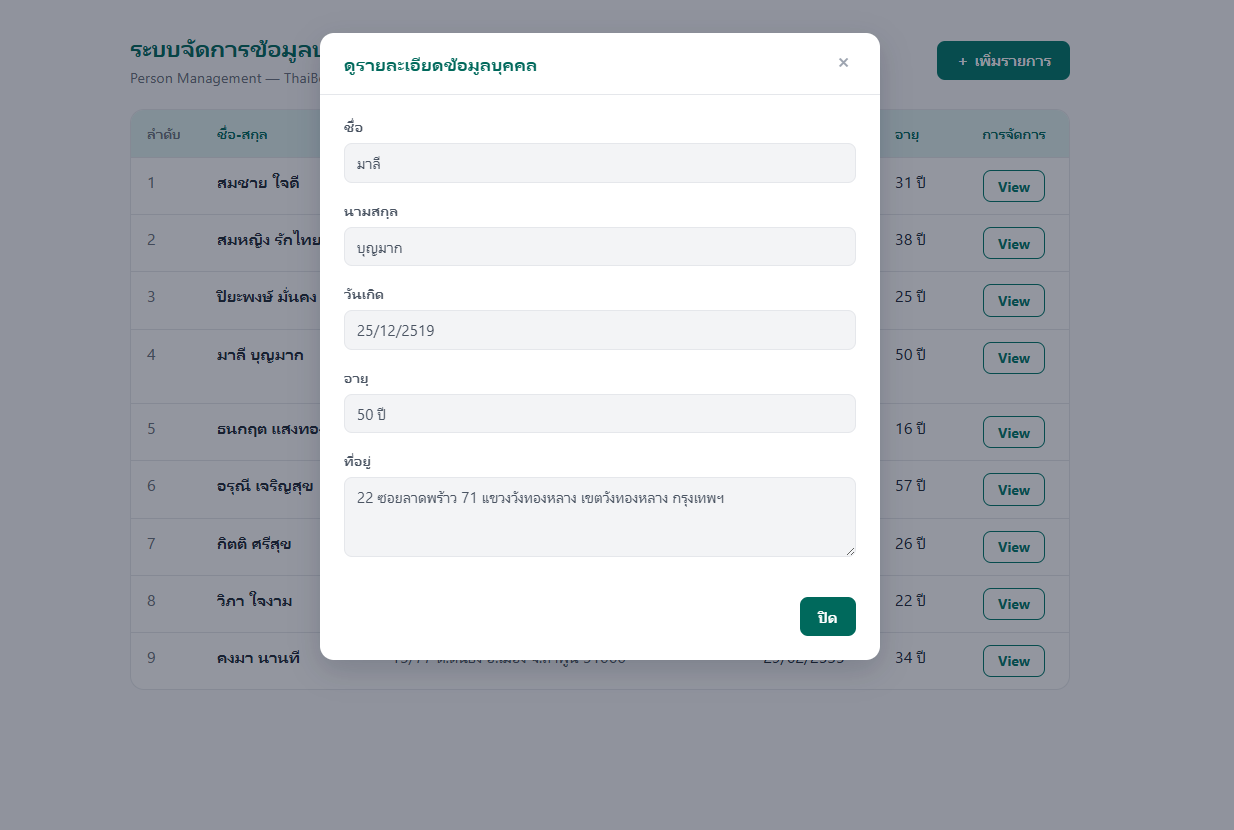 ระบบจัดการข้อมูลบ
Person Management — ThaiB
+ เพิ่มรายการ
ดูรายละเอียดข้อมูลบุคคล
×
ชื่อ
มาลี
นามสกุล
บุญมาก
วันเกิด
25/12/2519
อายุ
50 ปี
ที่อยู่
22 ซอยลาดพร้าว 71 แขวงวังทองหลาง เขตวังทองหลาง กรุงเทพฯ
ปิด
ลำดับ ชื่อ-สกุล อายุ การจัดการ
1 สมชาย ใจดี 31 ปี View
2 สมหญิง รักไทย 38 ปี View
3 ปิยะพงษ์ มั่นคง 25 ปี View
4 มาลี บุญมาก 50 ปี View
5 ธนกฤต แสงทอง 16 ปี View
6 อรุณี เจริญสุข 57 ปี View
7 กิตติ ศรีสุข 26 ปี View
8 วิภา ใจงาม 22 ปี View
9 คงมา นานที 34 ปี View